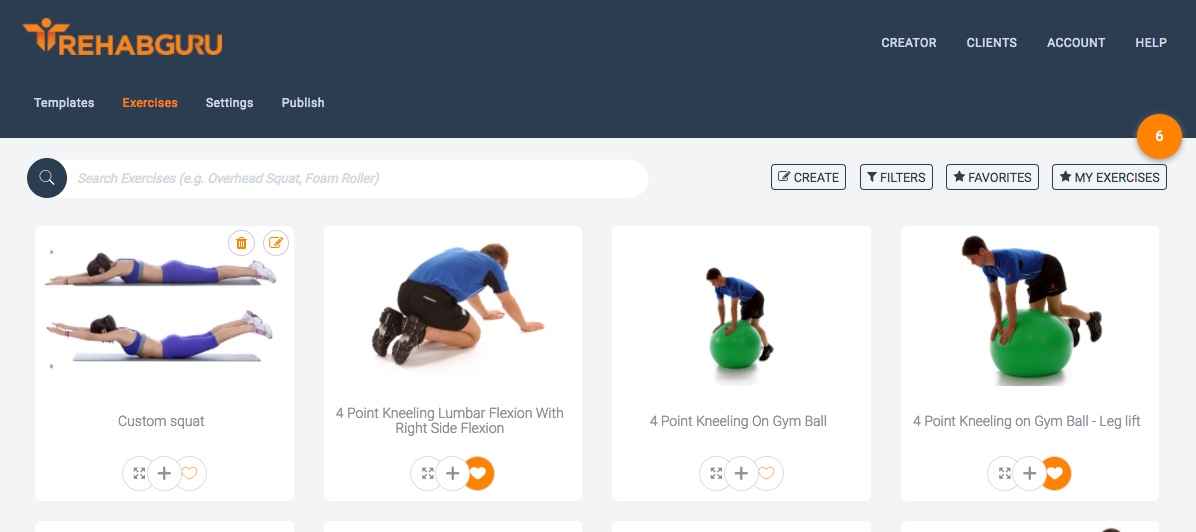 REHABGURU
CREATOR CLIENTS ACCOUNT HELP
Templates Exercises Settings Publish
6
Search Exercises (e.g. Overhead Squat, Foam Roller)
CREATE FILTERS FAVORITES MY EXERCISES
Custom squat
4 Point Kneeling Lumbar Flexion With
Right Side Flexion
4 Point Kneeling On Gym Ball
4 Point Kneeling on Gym Ball - Leg lift